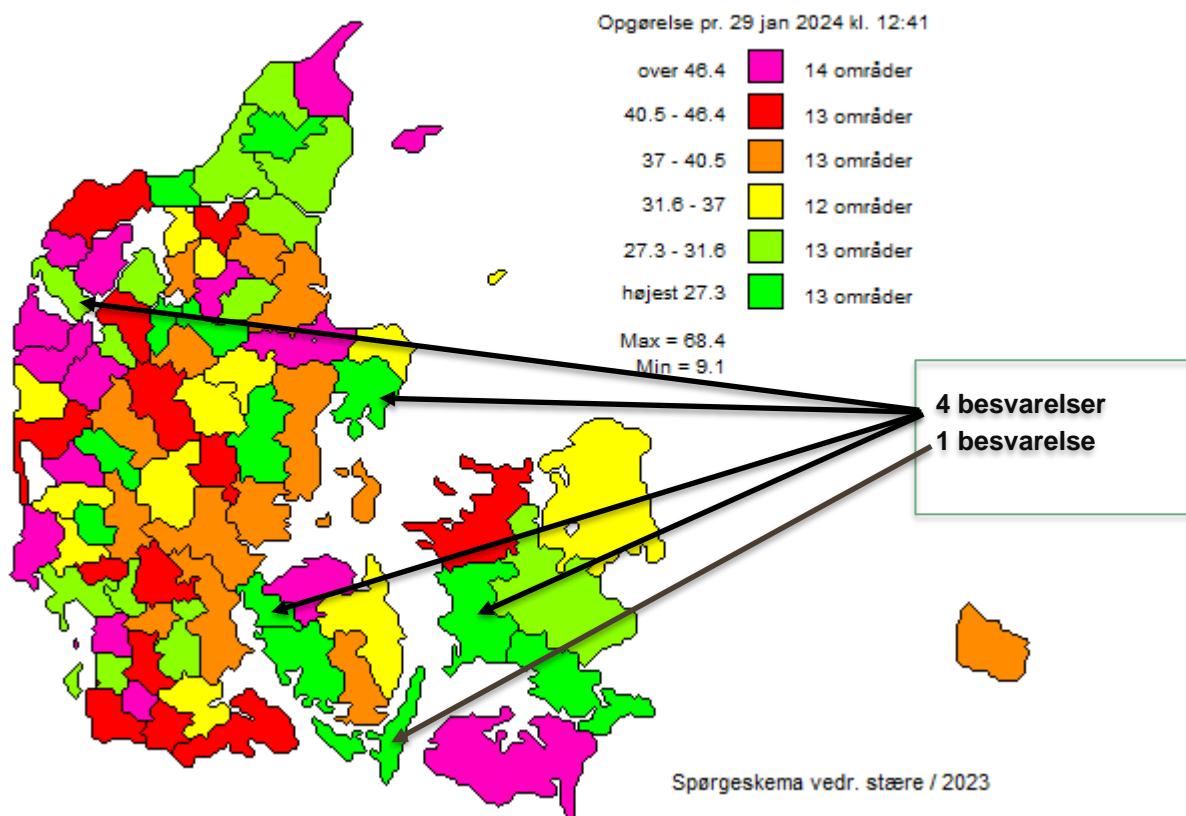 Opgørelse pr. 29 jan 2024 kl. 12:41
over 46.4 14 områder
40.5 - 46.4 13 områder
37 - 40.5 13 områder
31.6 - 37 12 områder
27.3 - 31.6 13 områder
højest 27.3 13 områder
Max = 68.4
Min = 9.1
4 besvarelser
1 besvarelse
Spørgeskema vedr. stære / 2023